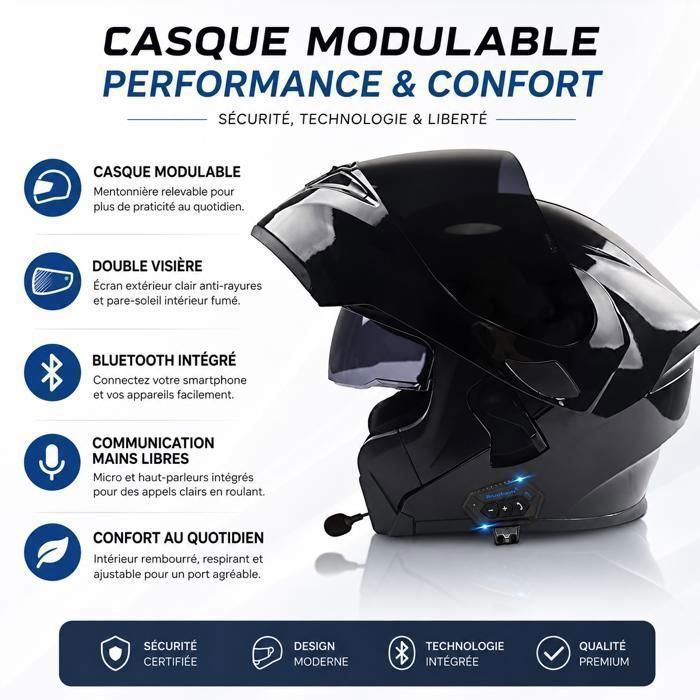 CASQUE MODULABLE
PERFORMANCE & CONFORT
SÉCURITÉ, TECHNOLOGIE & LIBERTÉ
CASQUE MODULABLE
Mentonnière relevable pour
plus de praticité au quotidien.
DOUBLE VISIÈRE
Écran extérieur clair anti-rayures
et pare-soleil intérieur fumé.
BLUETOOTH INTÉGRÉ
Connectez votre smartphone
et vos appareils facilement.
COMMUNICATION
MAINS LIBRES
Micro et haut-parleurs intégrés
pour des appels clairs en roulant.
CONFORT AU QUOTIDIEN
Intérieur rembourré, respirant et
ajustable pour un port agréable.
SÉCURITÉ
CERTIFIÉE
DESIGN
MODERNE
TECHNOLOGIE
INTÉGRÉE
QUALITÉ
PREMIUM